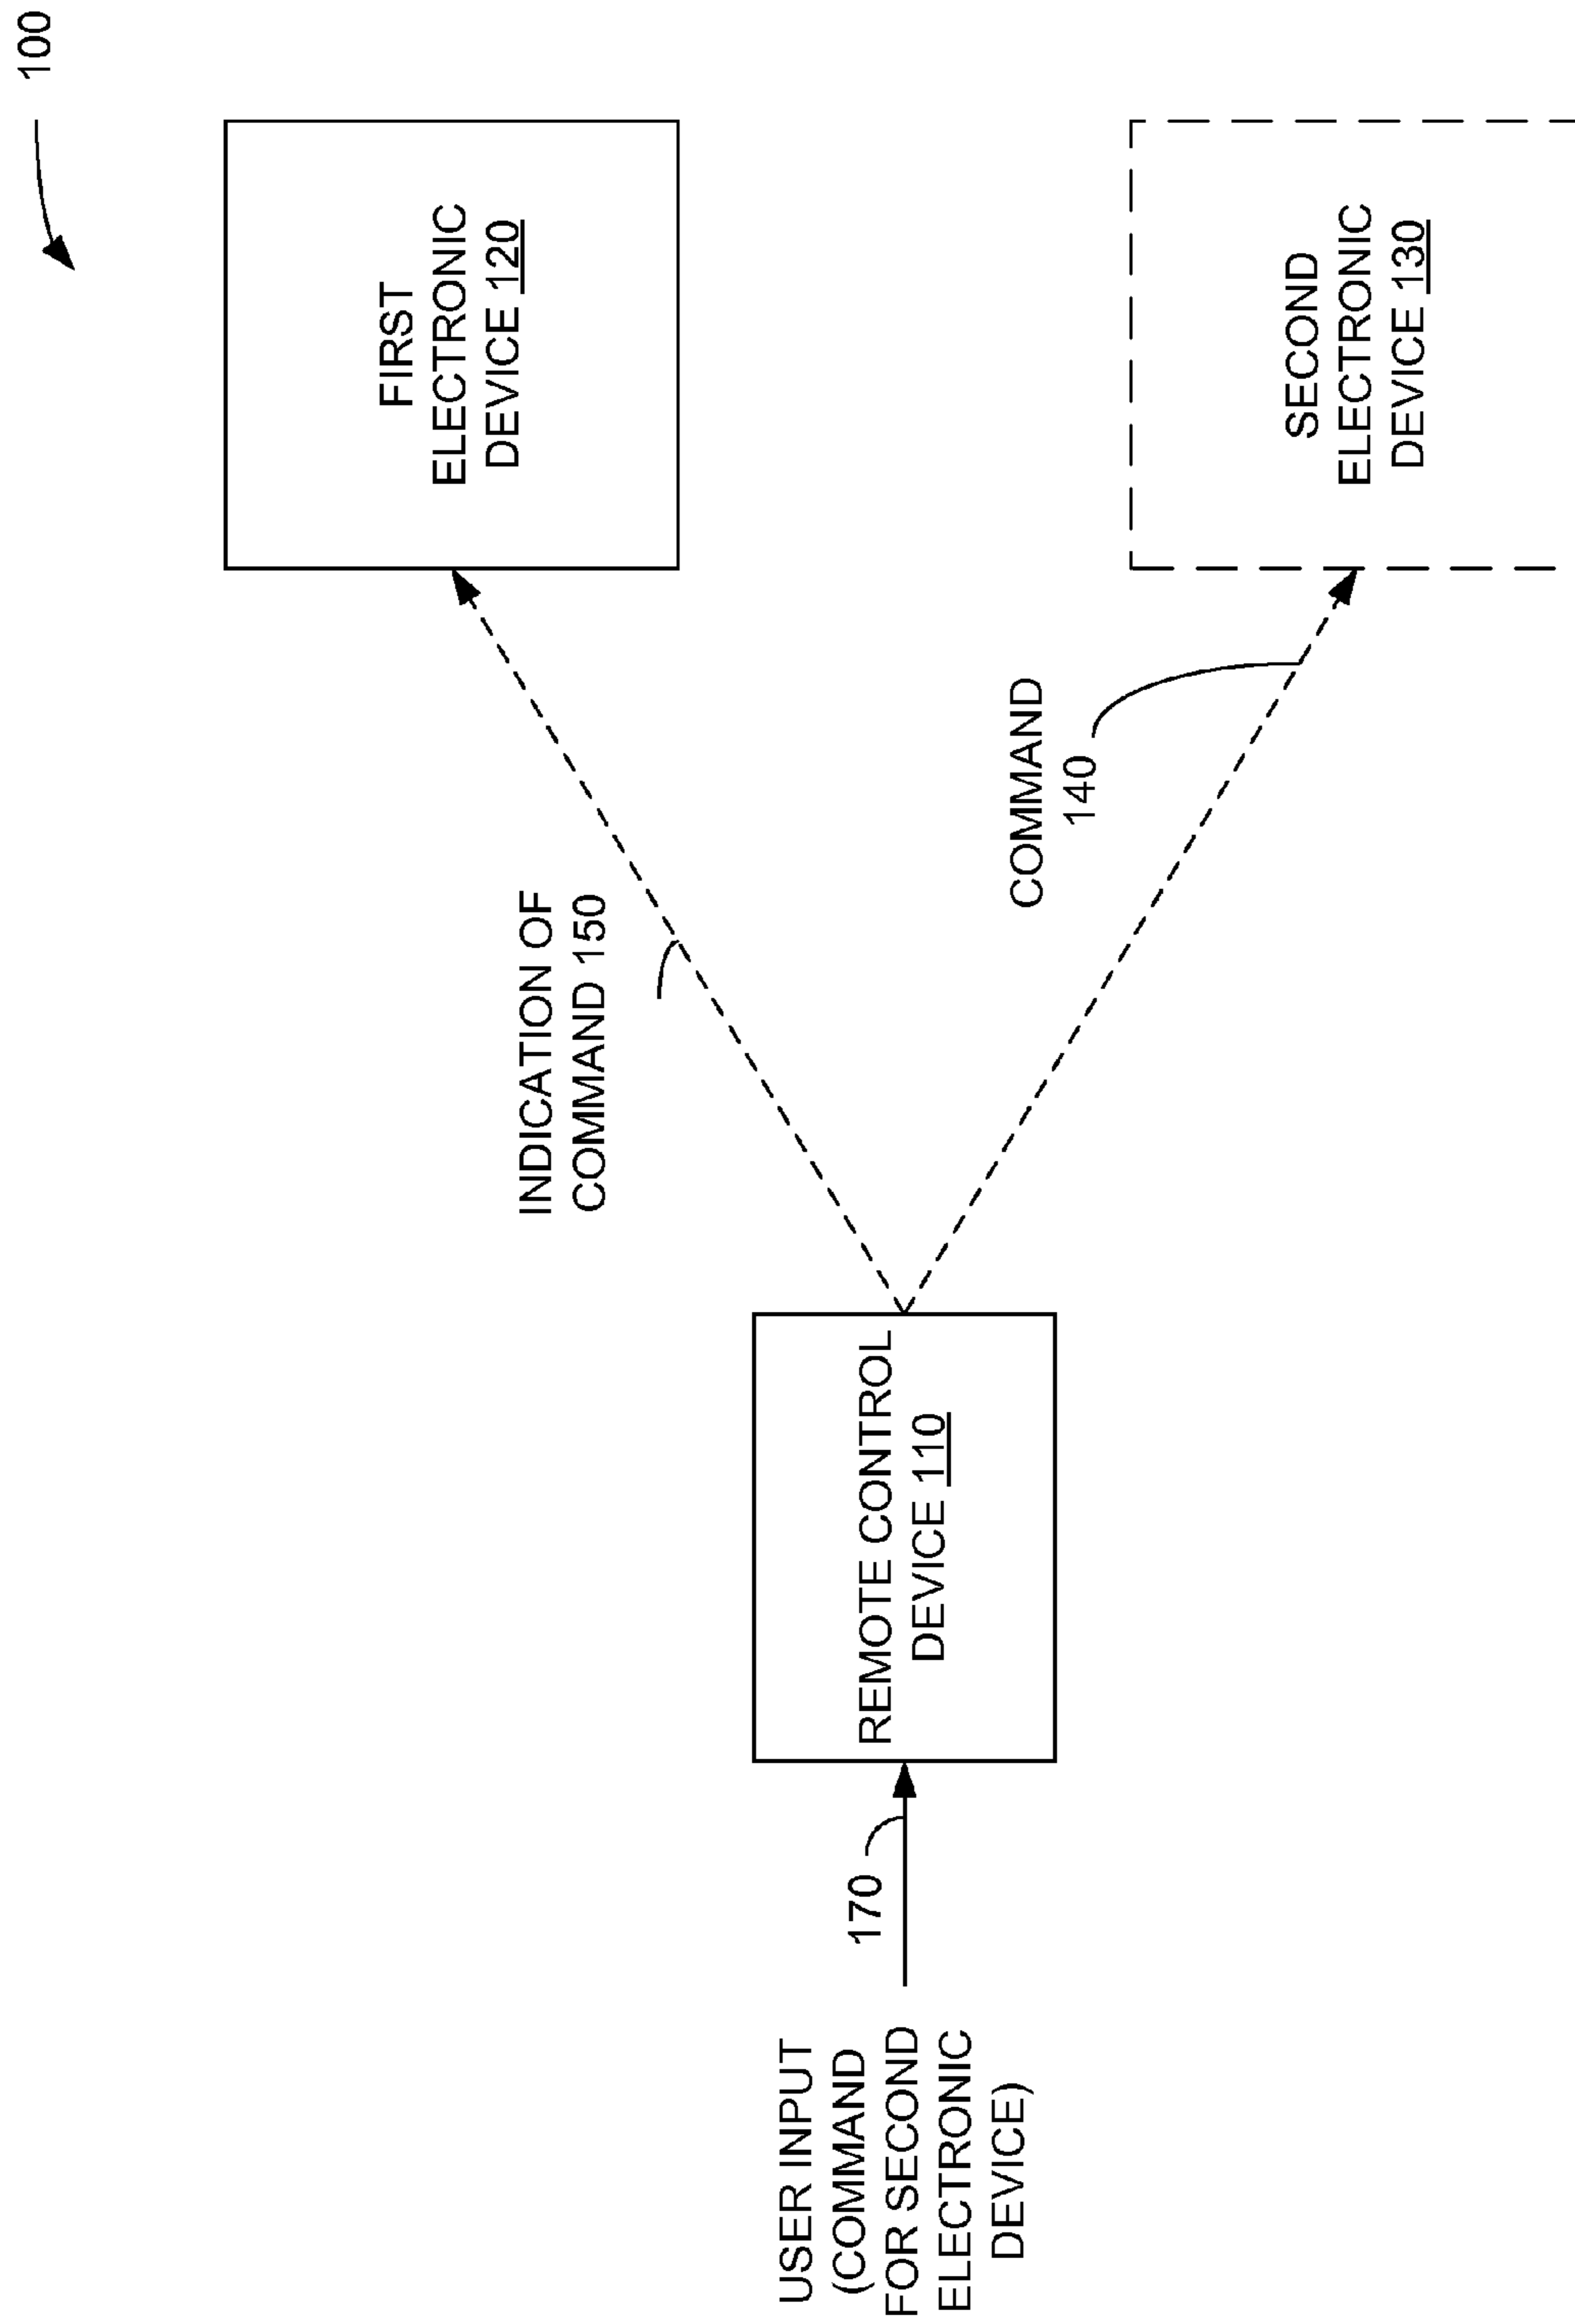 100
FIRST
ELECTRONIC
DEVICE 120
INDICATION OF
COMMAND 150
USER INPUT
(COMMAND
FOR SECOND
ELECTRONIC
DEVICE)
170
REMOTE CONTROL
DEVICE 110
COMMAND
140
SECOND
ELECTRONIC
DEVICE 130